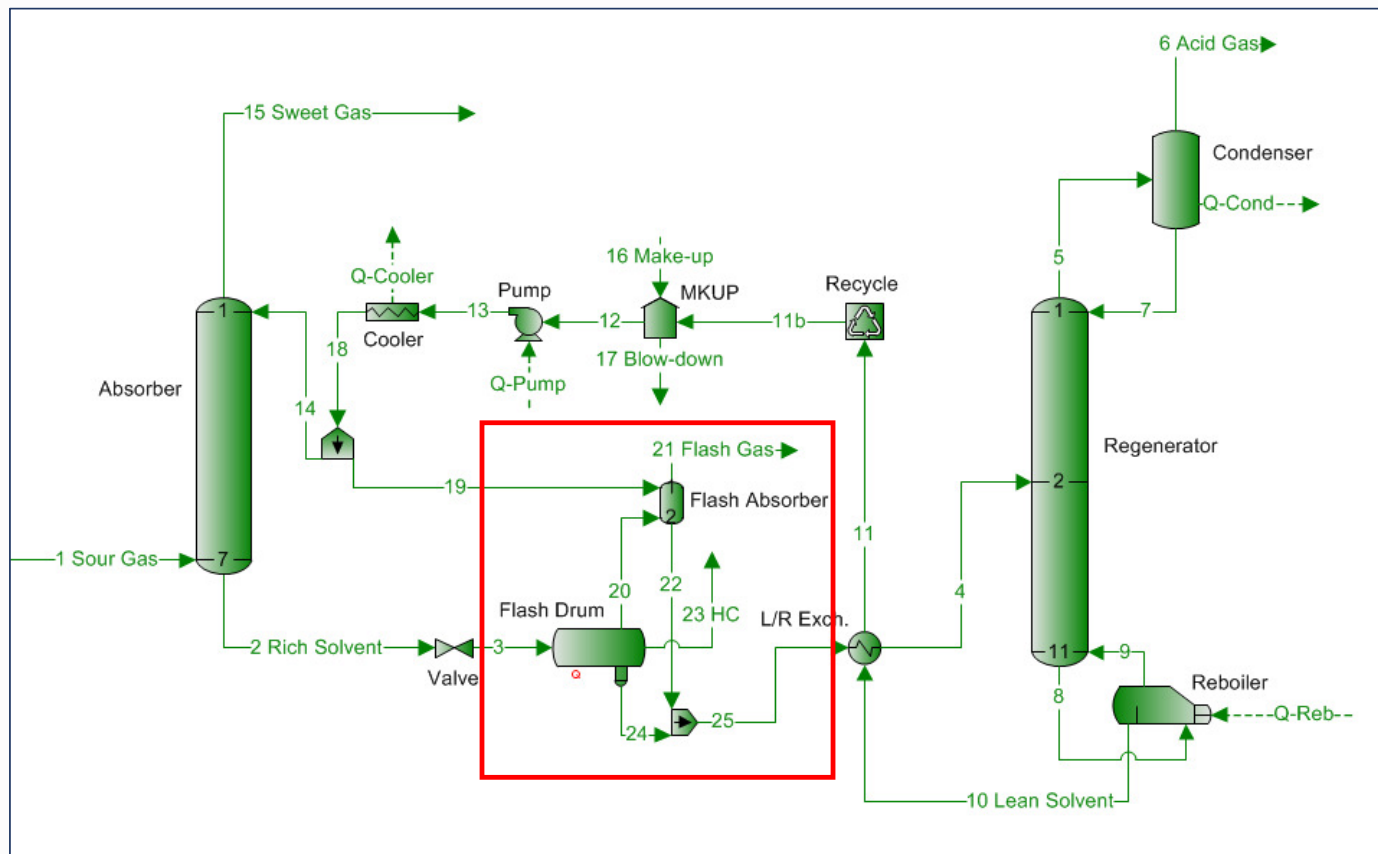 6 Acid Gas
15 Sweet Gas
Condenser
Q-Cond
5
16 Make-up
Q-Cooler
Pump
MKUP
Recycle
1
13
12
11b
1
7
Cooler
18
17 Blow-down
Q-Pump
Absorber
14
21 Flash Gas
Regenerator
19
1
Flash Absorber
2
2
4
11
1 Sour Gas
7
20
22
23 HC
Flash Drum
L/R Exch.
2 Rich Solvent
3
11
9
Valve
Q
8
Reboiler
24
25
Q-Reb
10 Lean Solvent